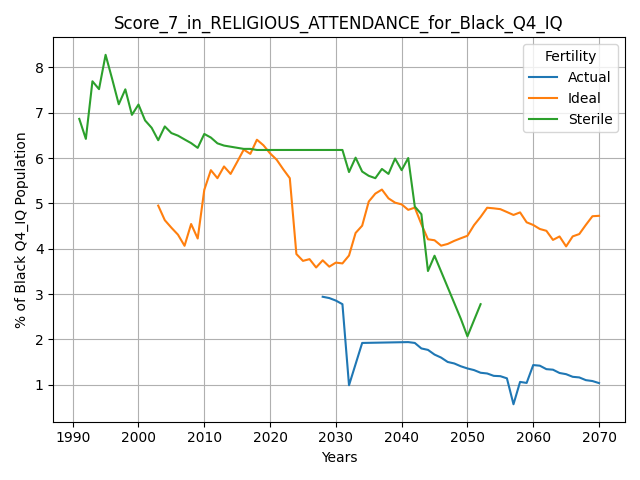 Score_7_in_RELIGIOUS_ATTENDANCE_for_Black_Q4_IQ
Fertility
Actual
Ideal
Sterile
% of Black Q4_IQ Population
8
7
6
5
4
3
2
1
1990 2000 2010 2020 2030 2040 2050 2060 2070
Years